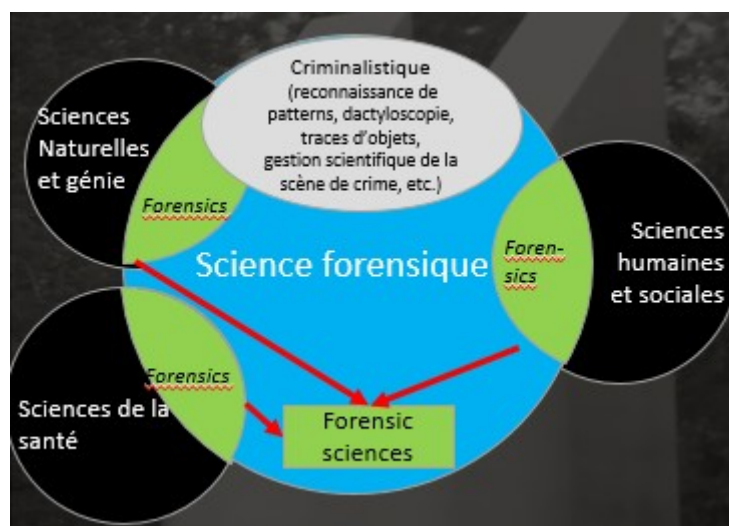 Criminalistique
(reconnaissance de
patterns, dactyloscopie,
traces d'objets,
gestion scientifique de la
scène de crime, etc.)
Sciences
Naturelles
et génie
Forensics
Science forensique
Foren-
sics
Sciences
humaines
et sociales
Forensics
Sciences de la
santé
Forensic
sciences